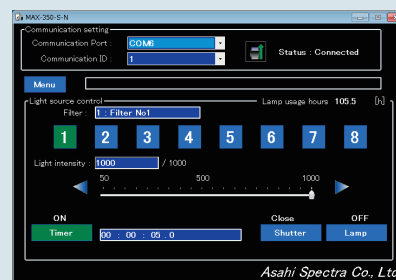 MAX-350-S-N
Communication setting
Communication Port : COM6
Communication ID : 1
Status : Connected
Menu
Light source control
Lamp usage hours 105.5 [h]
Filter : 1 : Filter No1
1 2 3 4 5 6 7 8
Light intensity : 1000 / 1000
50 500 1000
ON Close OFF
Timer 00 : 00 : 05 . 0 Shutter Lamp
Asahi Spectra Co., Ltd